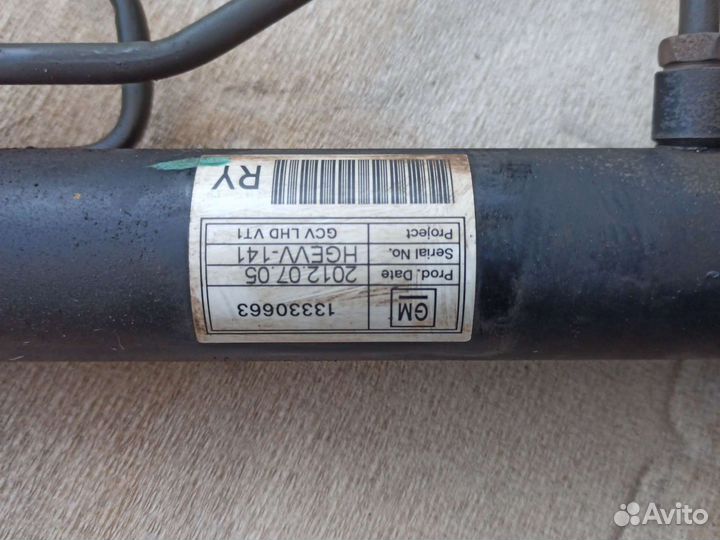 GM 13330663
Prod. Date 2012.07.05
Serial No. HGEVV-141
Project GCV LHD VT1
RY
Avito